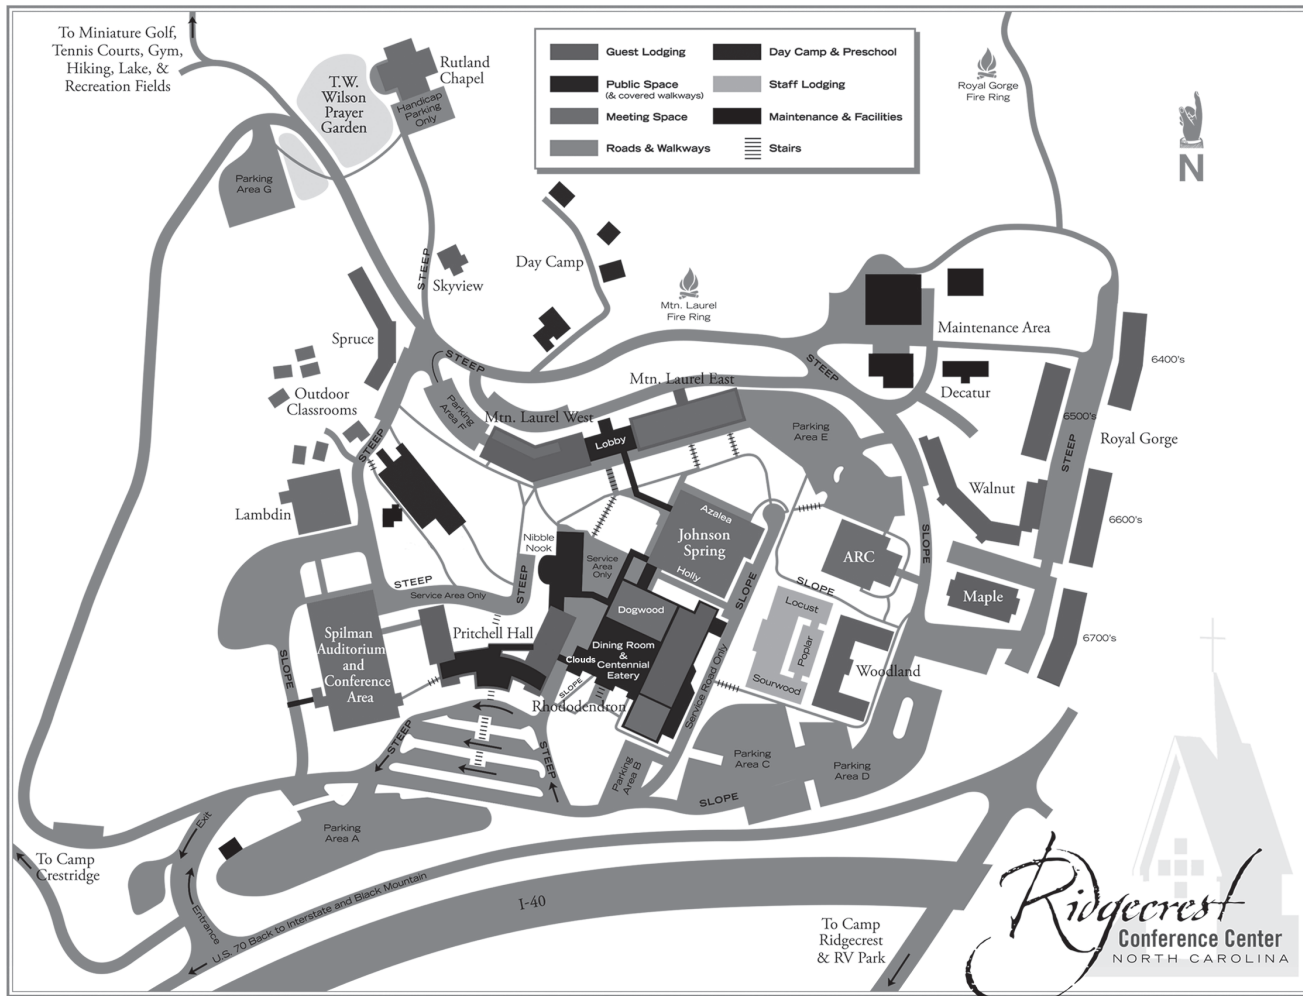 To Miniature Golf,
Tennis Courts, Gym,
Hiking, Lake, &
Recreation Fields
T.W.
Wilson
Prayer
Garden
Rutland
Chapel
Handicap
Parking
Only
Guest Lodging
Public Space
(& covered walkways)
Meeting Space
Roads & Walkways
Day Camp & Preschool
Staff Lodging
Maintenance & Facilities
Stairs
Royal Gorge
Fire Ring
N
Parking
Area G
STEEP
Skyview
Day Camp
Mtn. Laurel
Fire Ring
Spruce
Maintenance Area
STEEP
STEEP
Decatur
6400's
Outdoor
Classrooms
Parking
Area F
Mtn. Laurel West
Mtn. Laurel East
Lobby
Parking
Area E
6500's
STEEP
Royal Gorge
STEEP
Walnut
Lambdin
Azalea
Johnson
Spring
Holly
Nibble
Nook
Service
Area
Only
ARC
SLOPE
6600's
STEEP
Service Area Only
STEEP
SLOPE
SLOPE
Maple
Dogwood
Locust
Poplar
Sourwood
6700's
Spilman
Auditorium
and
Conference
Area
Pritchell Hall
Clouds
Dining Room
&
Centennial
Eatery
Woodland
SLOPE
SLOPE
Rhododendron
Service Road Only
STEEP
STEEP
Parking
Area B
Parking
Area C
Parking
Area D
SLOPE
Exit
Parking
Area A
To Camp
Crestridge
Entrance
U.S. 70 Back to Interstate and Black Mountain
I-40
To Camp
Ridgecrest
& RV Park
Ridgecrest
Conference Center
NORTH CAROLINA